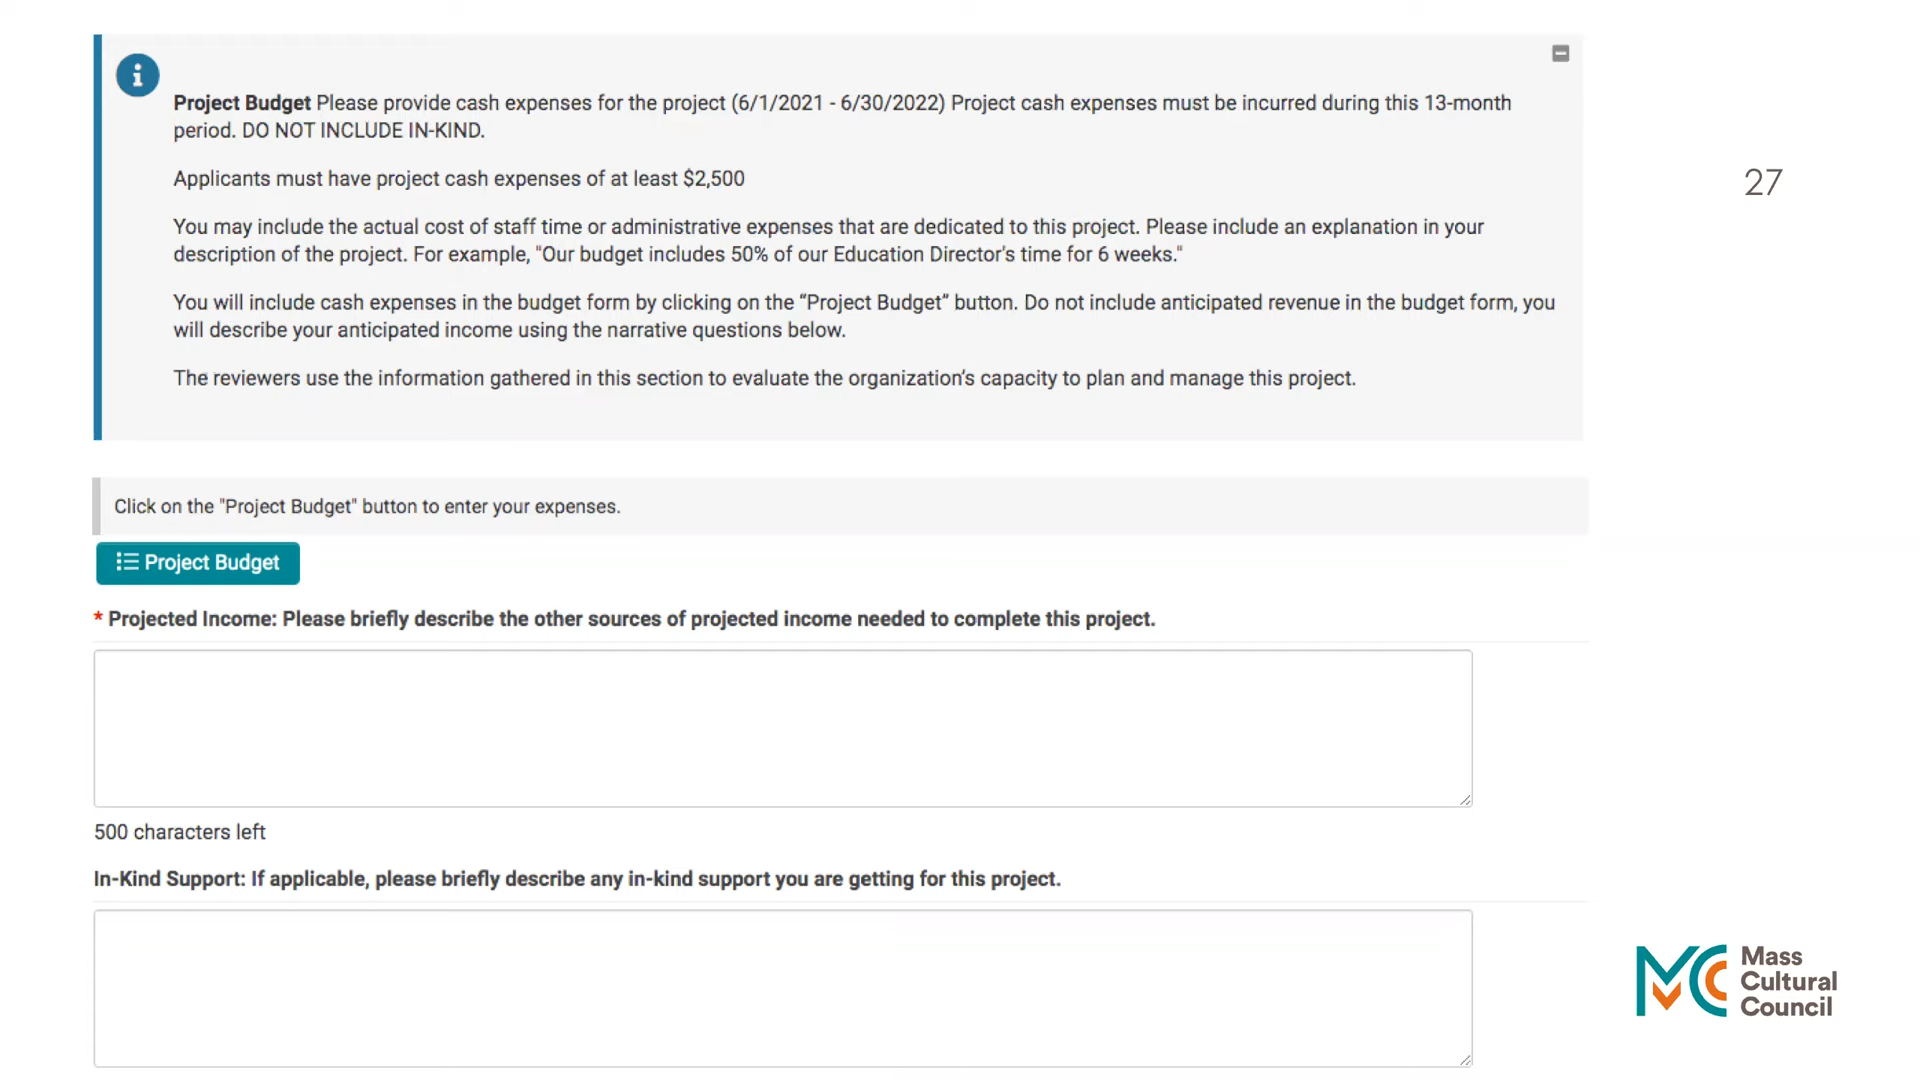 Project Budget Please provide cash expenses for the project (6/1/2021 - 6/30/2022) Project cash expenses must be incurred during this 13-month
period. DO NOT INCLUDE IN-KIND.
Applicants must have project cash expenses of at least $2,500
You may include the actual cost of staff time or administrative expenses that are dedicated to this project. Please include an explanation in your
description of the project. For example, "Our budget includes 50% of our Education Director's time for 6 weeks."
You will include cash expenses in the budget form by clicking on the “Project Budget” button. Do not include anticipated revenue in the budget form, you
will describe your anticipated income using the narrative questions below.
The reviewers use the information gathered in this section to evaluate the organization’s capacity to plan and manage this project.
27
Click on the "Project Budget" button to enter your expenses.
Project Budget
* Projected Income: Please briefly describe the other sources of projected income needed to complete this project.
500 characters left
In-Kind Support: If applicable, please briefly describe any in-kind support you are getting for this project.
MCC
Mass
Cultural
Council